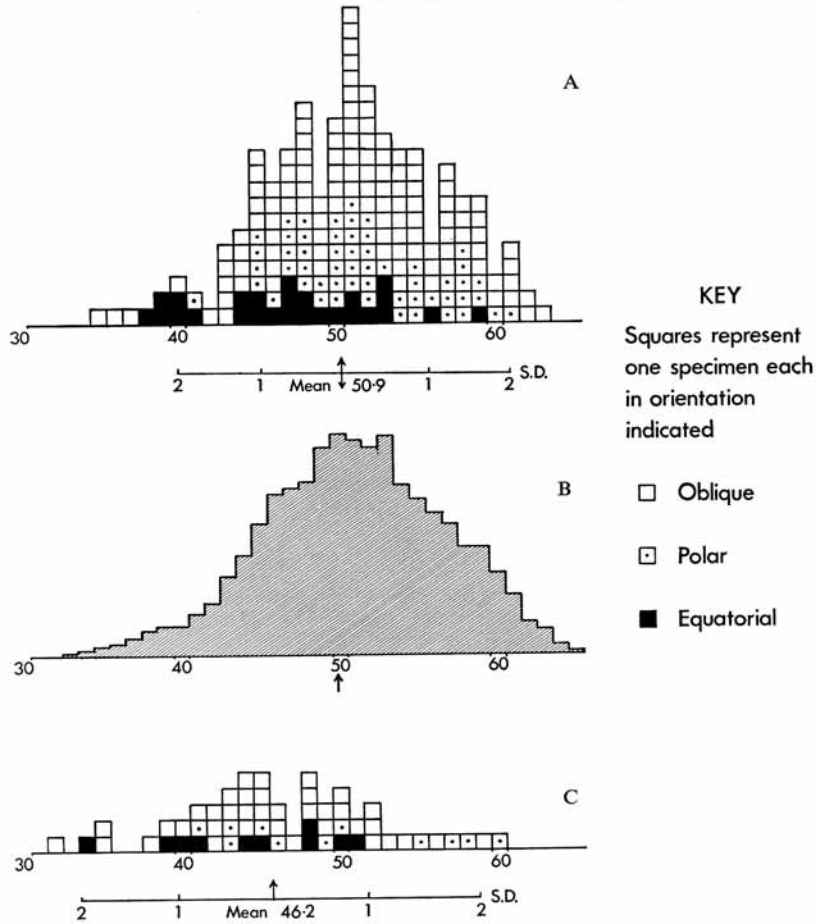 A
30 40 50 60
2 1 Mean 50·9 1 2 S.D.
KEY
Squares represent
one specimen each
in orientation
indicated
Oblique
Polar
Equatorial
B
30 40 50 60
C
30 40 50 60
2 1 Mean 46·2 1 2 S.D.